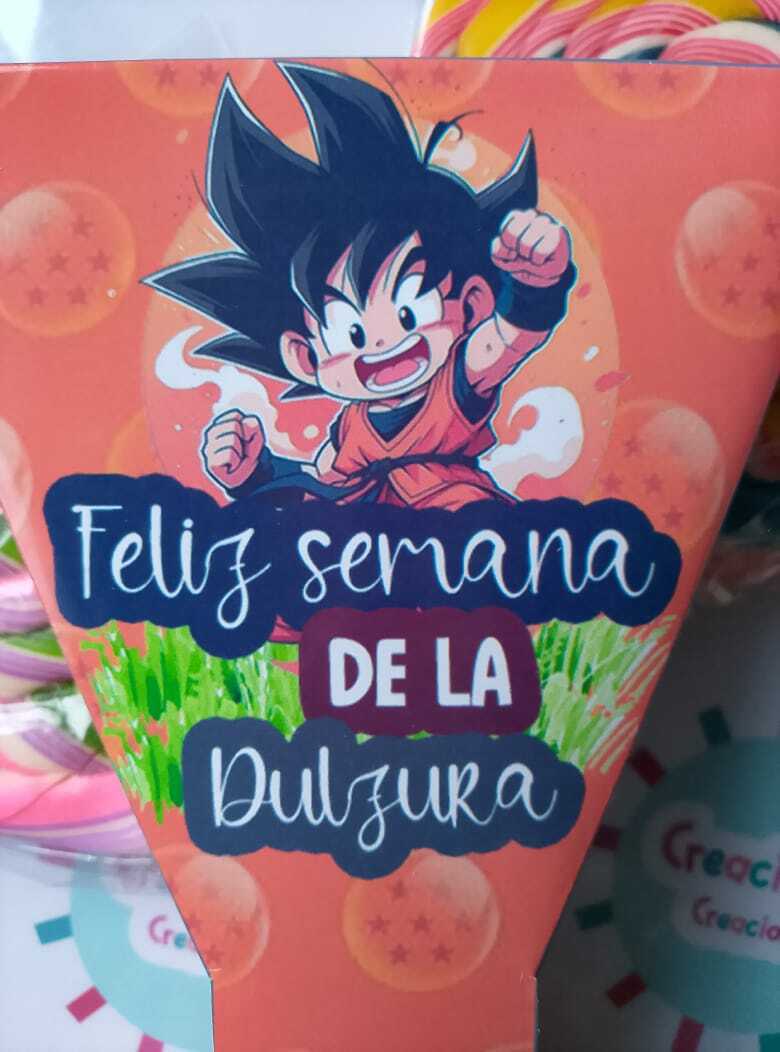 Feliz semana
DE LA
Dulzura